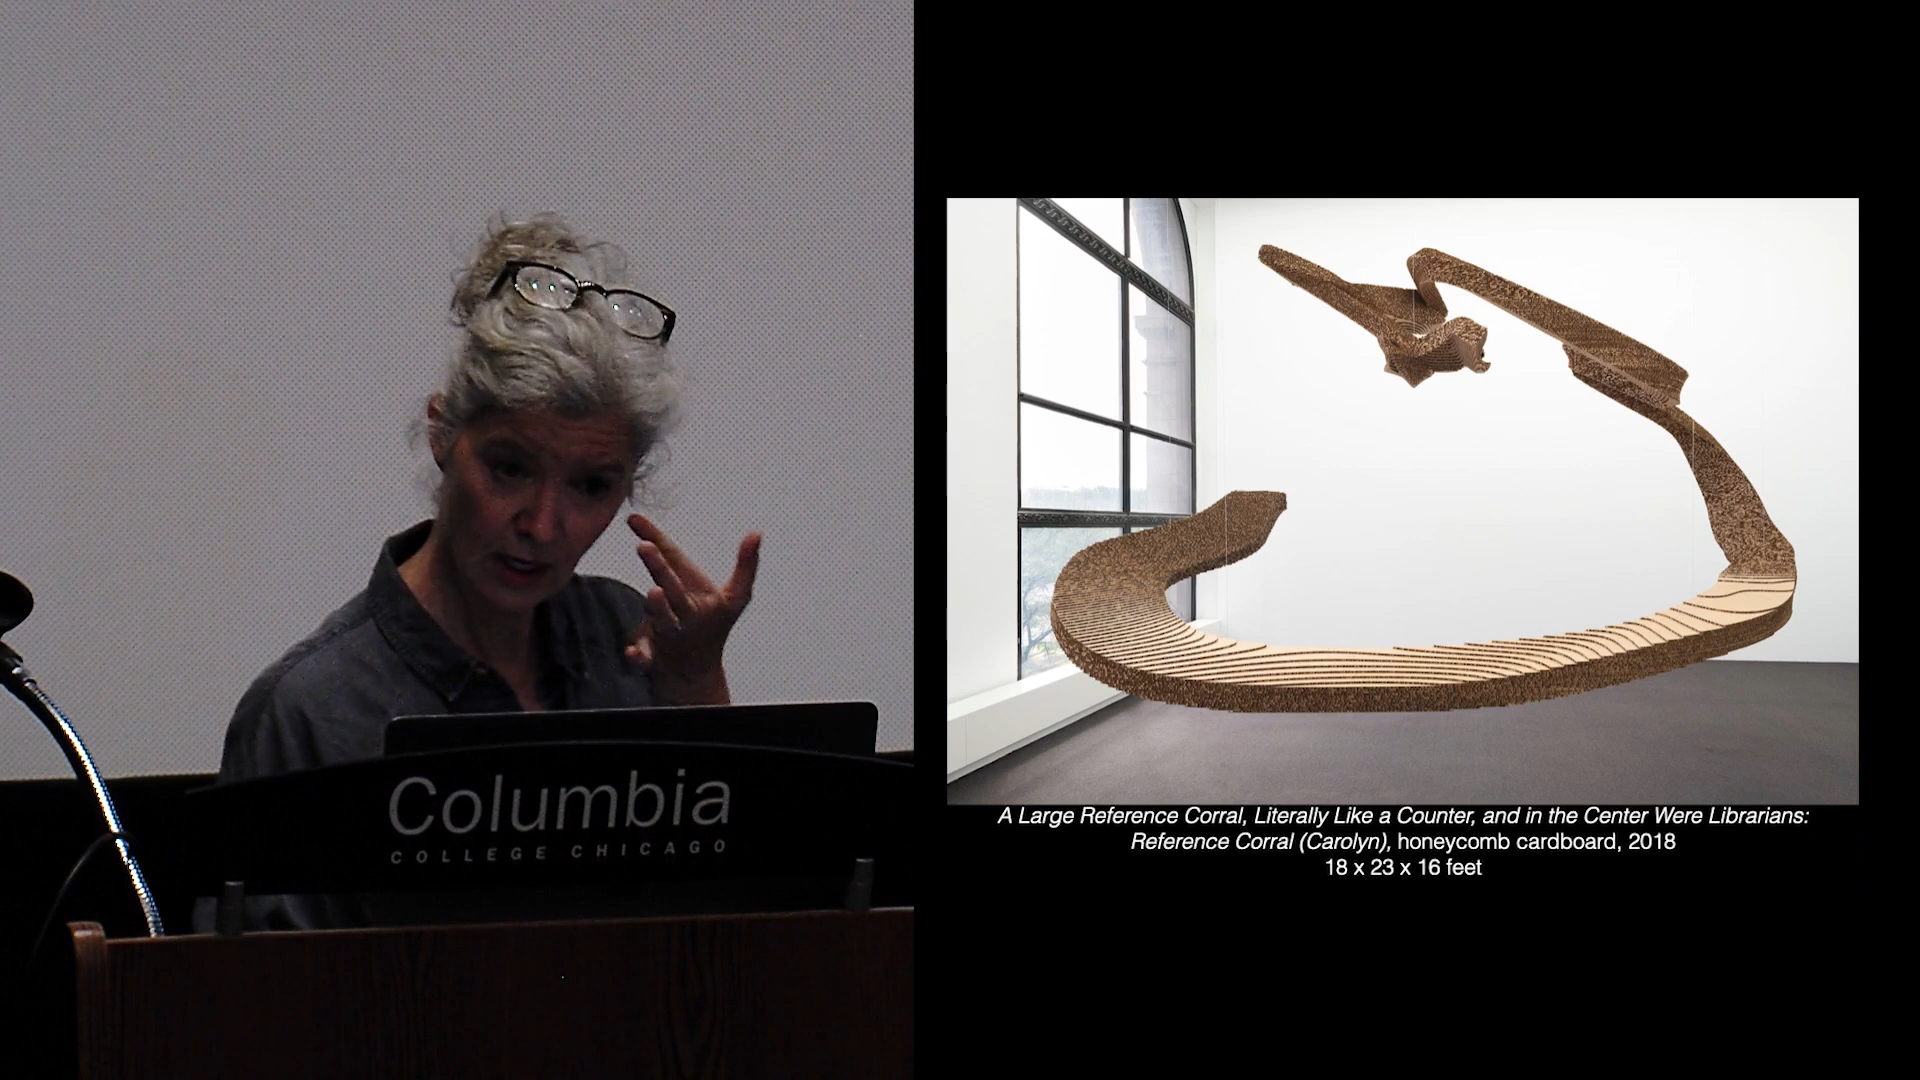 Columbia
COLLEGE CHICAGO
A Large Reference Corral, Literally Like a Counter, and in the Center Were Librarians:
Reference Corral (Carolyn), honeycomb cardboard, 2018
18 x 23 x 16 feet